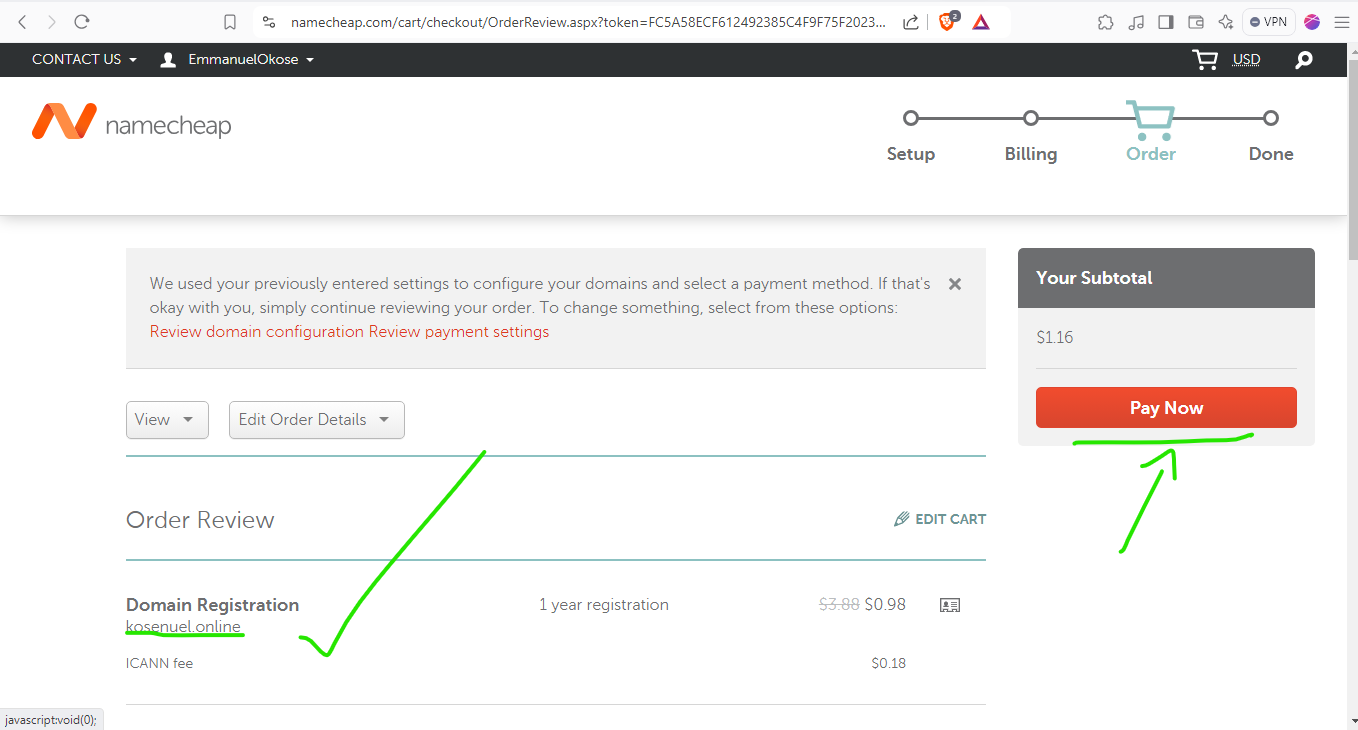 namecheap.com/cart/checkout/OrderReview.aspx?token=FC5A58ECF612492385C4F9F75F2023...
2
VPN
CONTACT US
EmmanuelOkose
USD
namecheap
Setup
Billing
Order
Done
We used your previously entered settings to configure your domains and select a payment method. If that's
okay with you, simply continue reviewing your order. To change something, select from these options:
Review domain configuration Review payment settings
Your Subtotal
$1.16
Pay Now
View
Edit Order Details
Order Review
EDIT CART
Domain Registration
1 year registration
$3.88 $0.98
kosenuel.online
ICANN fee
$0.18
javascript:void(0);